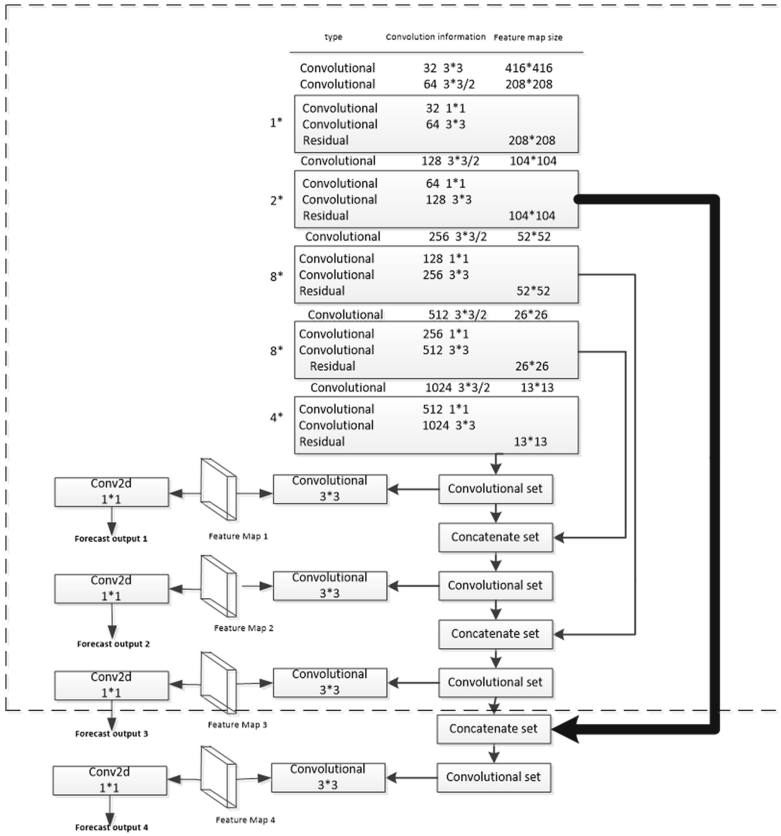 type Convolution information Feature map size
Convolutional 32 3*3 416*416
Convolutional 64 3*3/2 208*208
Convolutional 32 1*1
1* Convolutional 64 3*3
Residual 208*208
Convolutional 128 3*3/2 104*104
Convolutional 64 1*1
2* Convolutional 128 3*3
Residual 104*104
Convolutional 256 3*3/2 52*52
Convolutional 128 1*1
8* Convolutional 256 3*3
Residual 52*52
Convolutional 512 3*3/2 26*26
Convolutional 256 1*1
8* Convolutional 512 3*3
Residual 26*26
Convolutional 1024 3*3/2 13*13
Convolutional 512 1*1
4* Convolutional 1024 3*3
Residual 13*13
Conv2d
1*1
Convolutional
3*3
Convolutional set
Forecast output 1
Feature Map 1
Concatenate set
Conv2d
1*1
Convolutional
3*3
Convolutional set
Forecast output 2
Feature Map 2
Concatenate set
Conv2d
1*1
Convolutional
3*3
Convolutional set
Forecast output 3
Feature Map 3
Concatenate set
Conv2d
1*1
Convolutional
3*3
Convolutional set
Forecast output 4
Feature Map 4